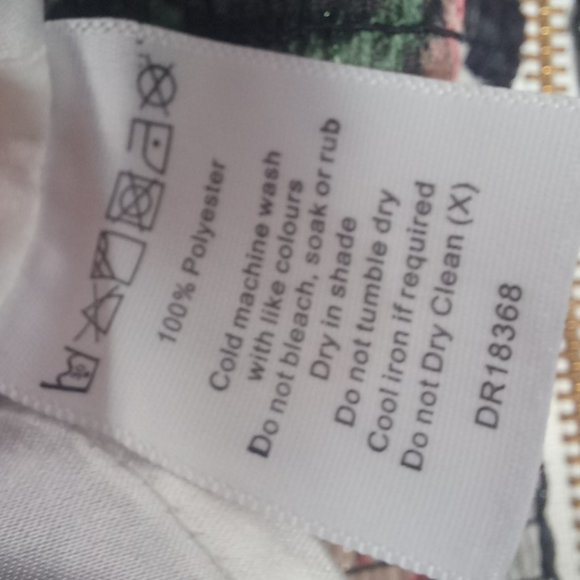 100% Polyester
Cold machine wash
with like colours
Do not bleach, soak or rub
Dry in shade
Do not tumble dry
Cool iron if required
Do not Dry Clean (X)
DR18368